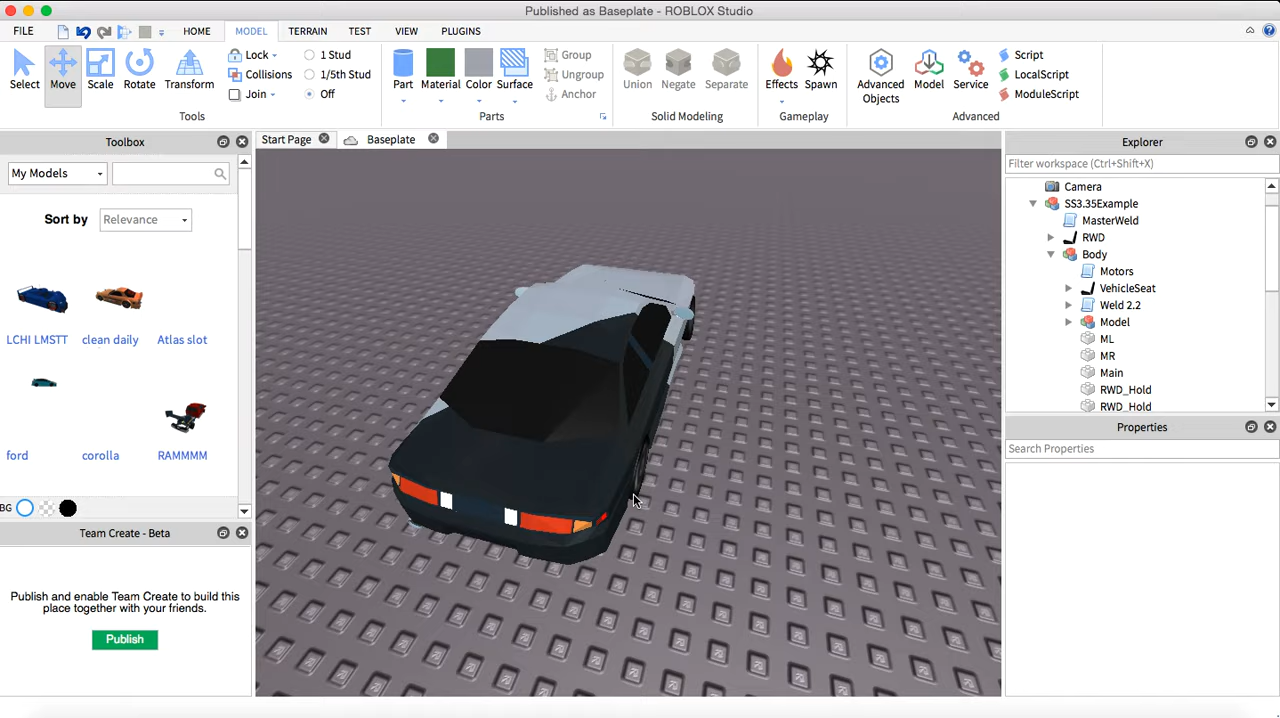 Published as Baseplate - ROBLOX Studio
FILE HOME MODEL TERRAIN TEST VIEW PLUGINS
Select Move Scale Rotate Transform
Lock
Collisions
Join
1 Stud
1/5th Stud
Off
Tools
Part Material Color Surface
Group
Ungroup
Anchor
Parts
Union Negate Separate
Solid Modeling
Effects Spawn
Gameplay
Advanced Objects
Model Service
Script
LocalScript
ModuleScript
Advanced
Toolbox
My Models
Sort by Relevance
LCHI LMSTT clean daily Atlas slot
ford corolla RAMMMM
BG
Team Create - Beta
Publish and enable Team Create to build this
place together with your friends.
Publish
Start Page Baseplate
Explorer
Filter workspace (Ctrl+Shift+X)
Camera
SS3.35Example
MasterWeld
RWD
Body
Motors
VehicleSeat
Weld 2.2
Model
ML
MR
Main
RWD_Hold
RWD_Hold
Properties
Search Properties